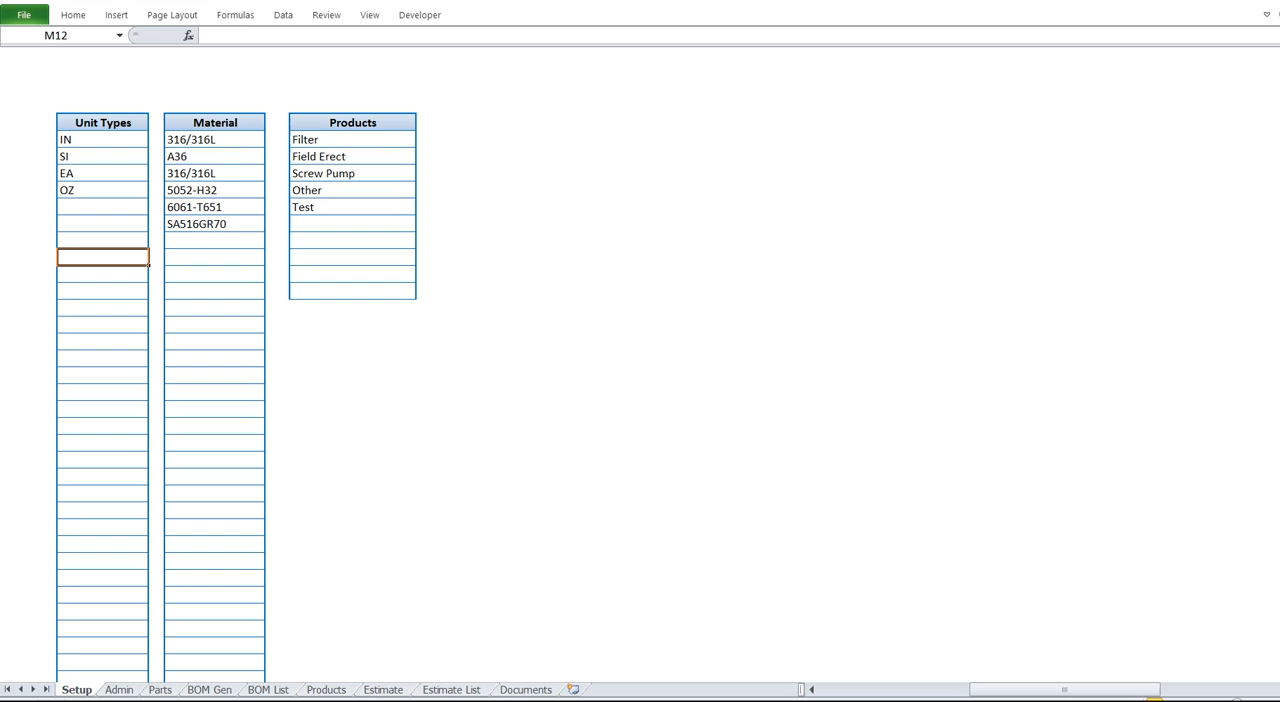 File Home Insert Page Layout Formulas Data Review View Developer
M12 fx
Unit Types Material Products
IN 316/316L Filter
SI A36 Field Erect
EA 316/316L Screw Pump
OZ 5052-H32 Other
6061-T651 Test
SA516GR70
Setup Admin Parts BOM Gen BOM List Products Estimate Estimate List Documents